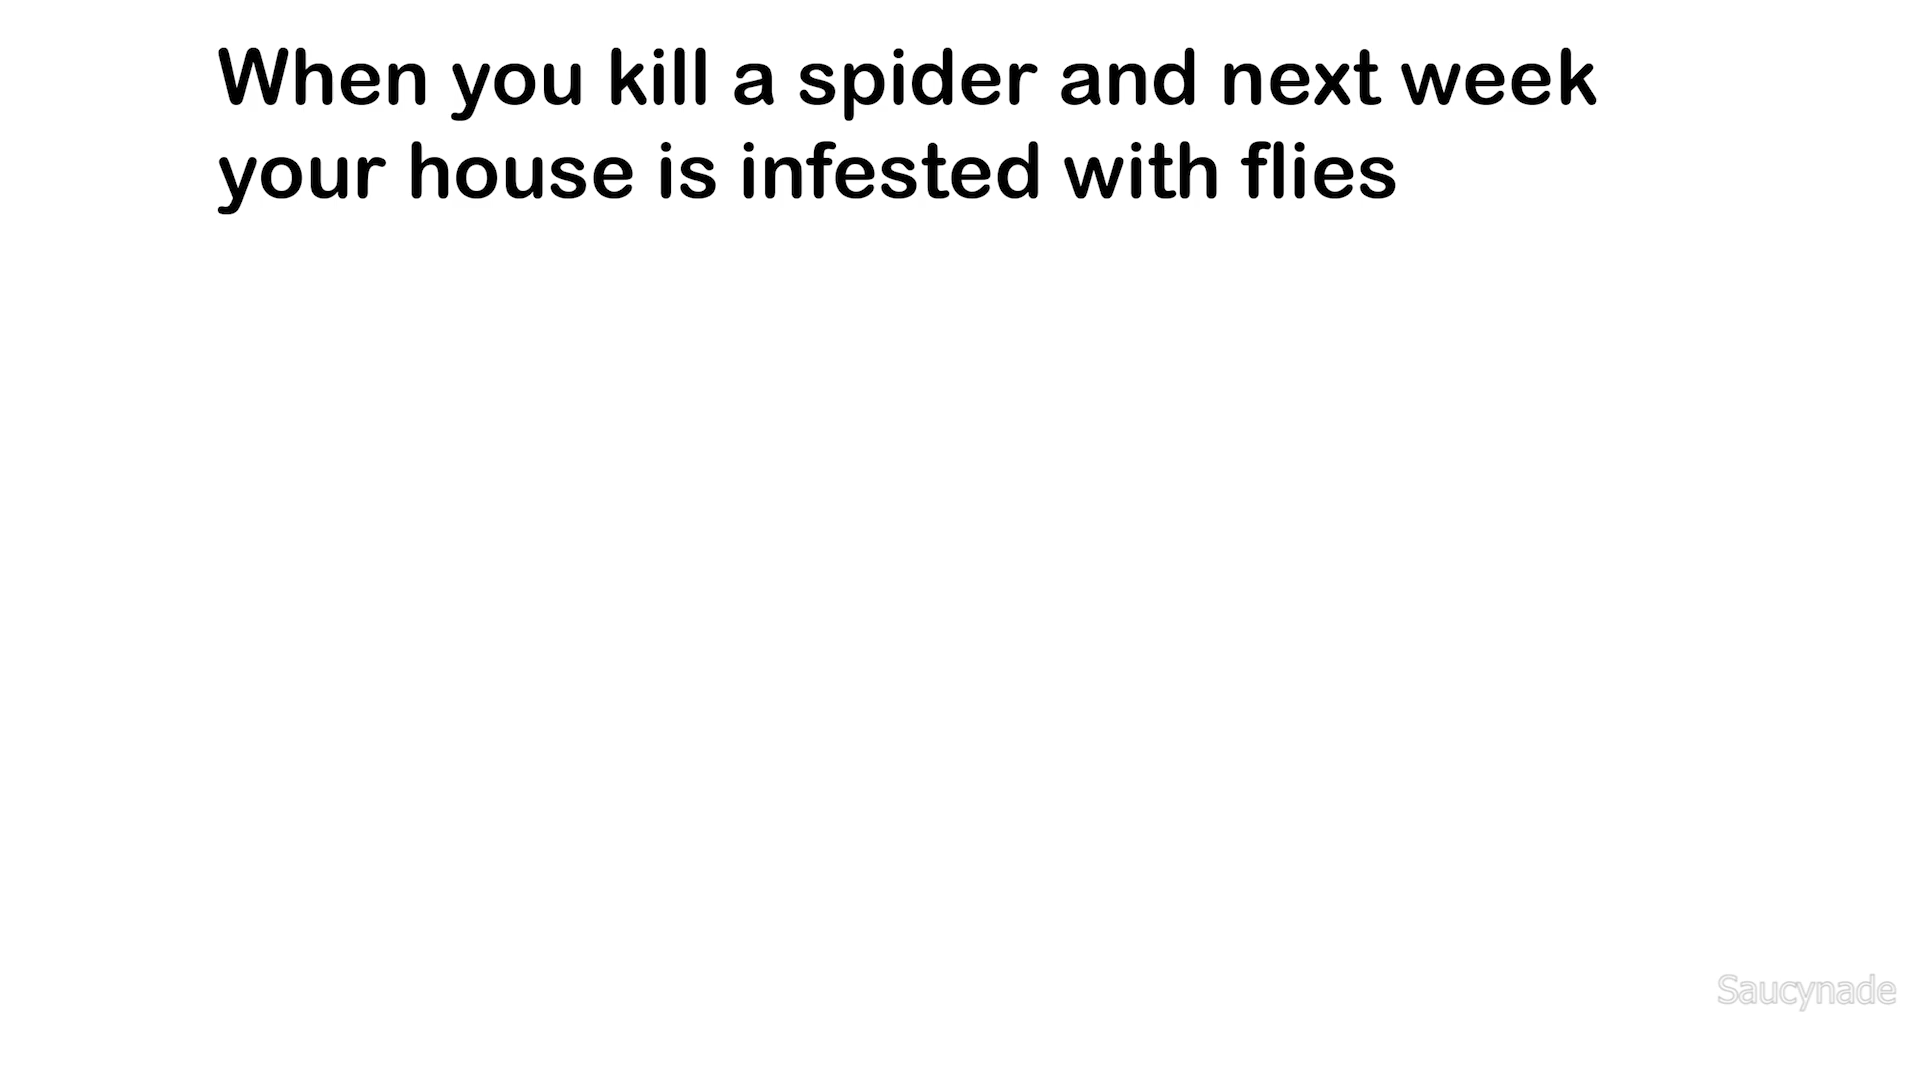 When you kill a spider and next week
your house is infested with flies
Saucynade